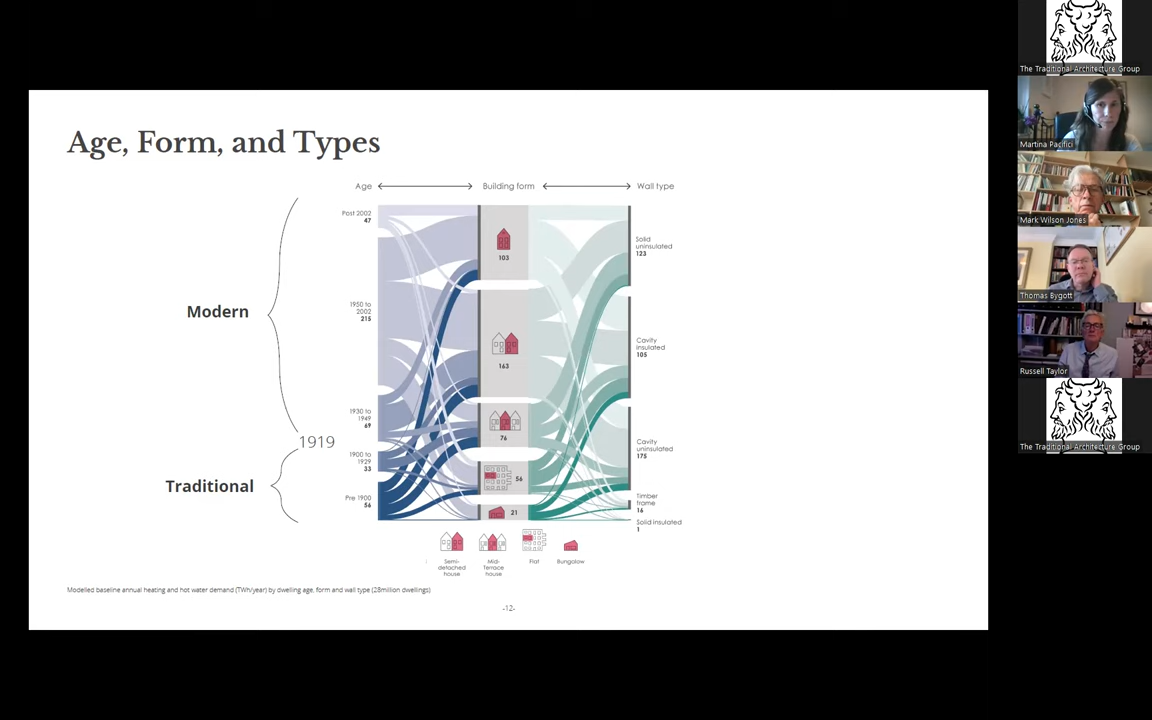 Age, Form, and Types
Age
Building form
Wall type
Post 2002
47
1950 to
2002
215
1930 to
1949
69
1900 to
1929
33
Pre 1900
56
Modern
1919
Traditional
103
163
76
56
21
Solid
uninsulated
123
Cavity
insulated
105
Cavity
uninsulated
175
Timber
frame
16
Solid insulated
1
Semi-
detached
house
Mid-
Terrace
house
Flat
Bungalow
Modelled baseline annual heating and hot water demand (TWh/year) by dwelling age, form and wall type (28million dwellings)
-12-
The Traditional Architecture Group
Martina Pacifici
Mark Wilson Jones
Thomas Bygott
Russell Taylor
The Traditional Architecture Group